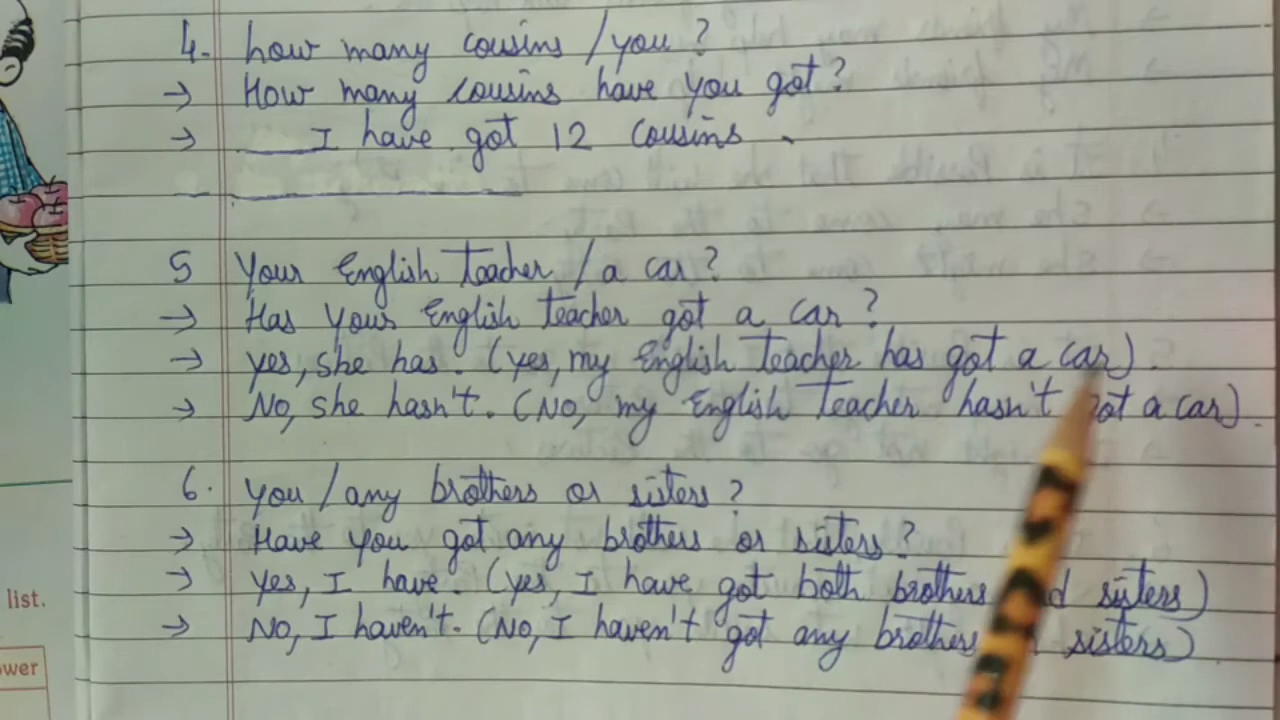 4. how many cousins / you ?
→ How many cousins have you got ?
→ ___ I have got 12 cousins .
5 Your English teacher / a car ?
→ Has your English teacher got a car ?
→ yes, she has. (yes, my English teacher has got a car).
→ No, she hasn't. (No, my English teacher hasn't got a car).
6. you / any brothers or sisters ?
→ Have you got any brothers or sisters ?
→ yes, I have. (yes, I have got both brothers sisters)
→ No, I haven't. (No, I haven't got any brothers sisters)
list.